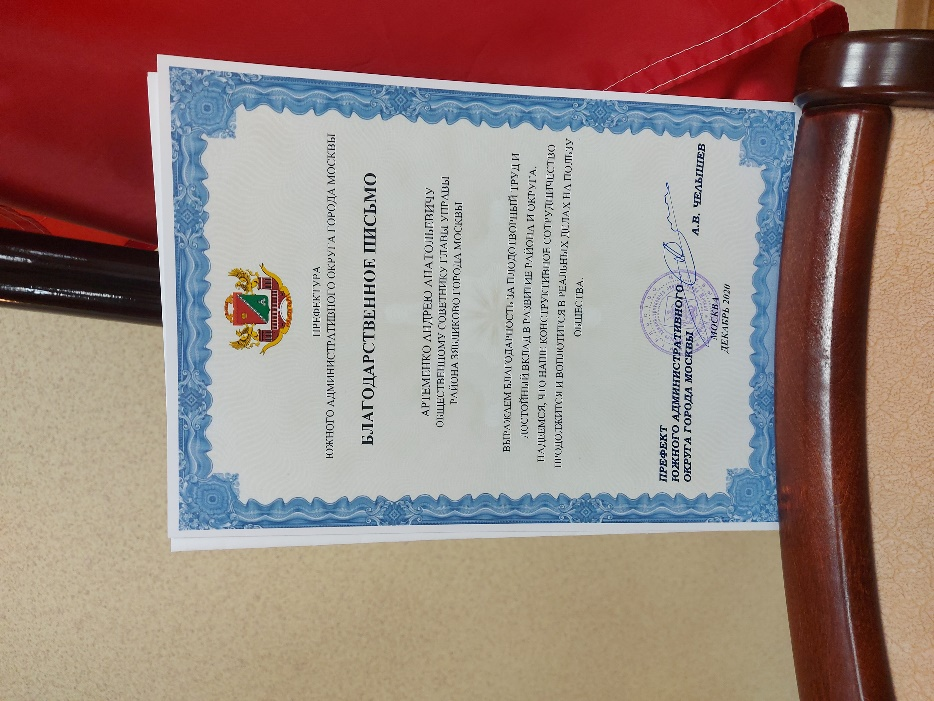 ПРЕФЕКТУРА
ЮЖНОГО АДМИНИСТРАТИВНОГО ОКРУГА ГОРОДА МОСКВЫ
БЛАГОДАРСТВЕННОЕ ПИСЬМО
АРТЕМЕНКО АНДРЕЮ АНАТОЛЬЕВИЧУ
ОБЩЕСТВЕННОМУ СОВЕТНИКУ ГЛАВЫ УПРАВЫ
РАЙОНА ЗЯБЛИКОВО ГОРОДА МОСКВЫ
ВЫРАЖАЕМ БЛАГОДАРНОСТЬ ЗА ПЛОДОТВОРНЫЙ ТРУД И
ДОСТОЙНЫЙ ВКЛАД В РАЗВИТИЕ РАЙОНА И ОКРУГА.
НАДЕЕМСЯ, ЧТО НАШЕ КОНСТРУКТИВНОЕ СОТРУДНИЧЕСТВО
ПРОДОЛЖИТСЯ И ВОПЛОТИТСЯ В РЕАЛЬНЫХ ДЕЛАХ НА ПОЛЬЗУ
ОБЩЕСТВА.
ПРЕФЕКТ
ЮЖНОГО АДМИНИСТРАТИВНОГО
ОКРУГА ГОРОДА МОСКВЫ
А.В. ЧЕЛЫШЕВ
МОСКВА
ДЕКАБРЬ 2020